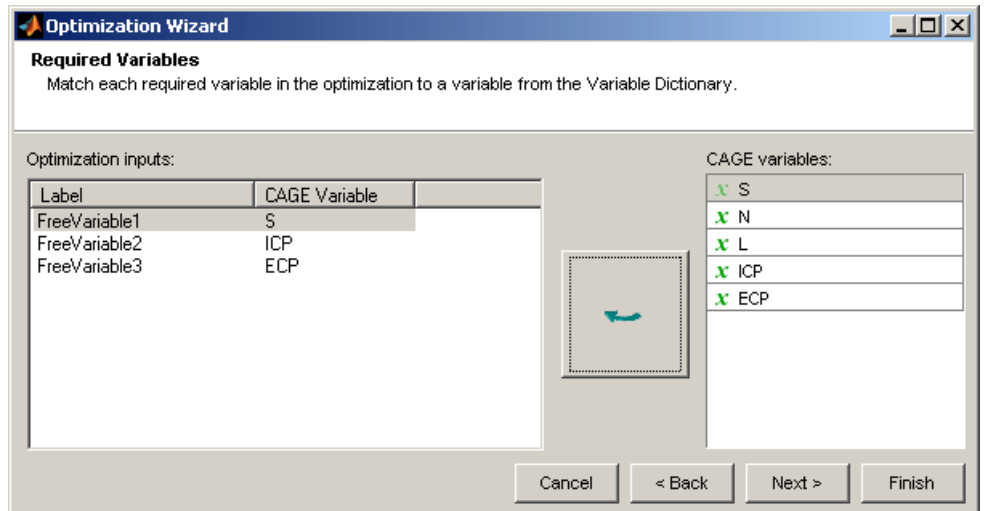 Optimization Wizard
Required Variables
Match each required variable in the optimization to a variable from the Variable Dictionary.
Optimization inputs:
CAGE variables:
Label CAGE Variable
FreeVariable1 S
FreeVariable2 ICP
FreeVariable3 ECP
x S
x N
x L
x ICP
x ECP
Cancel < Back Next > Finish